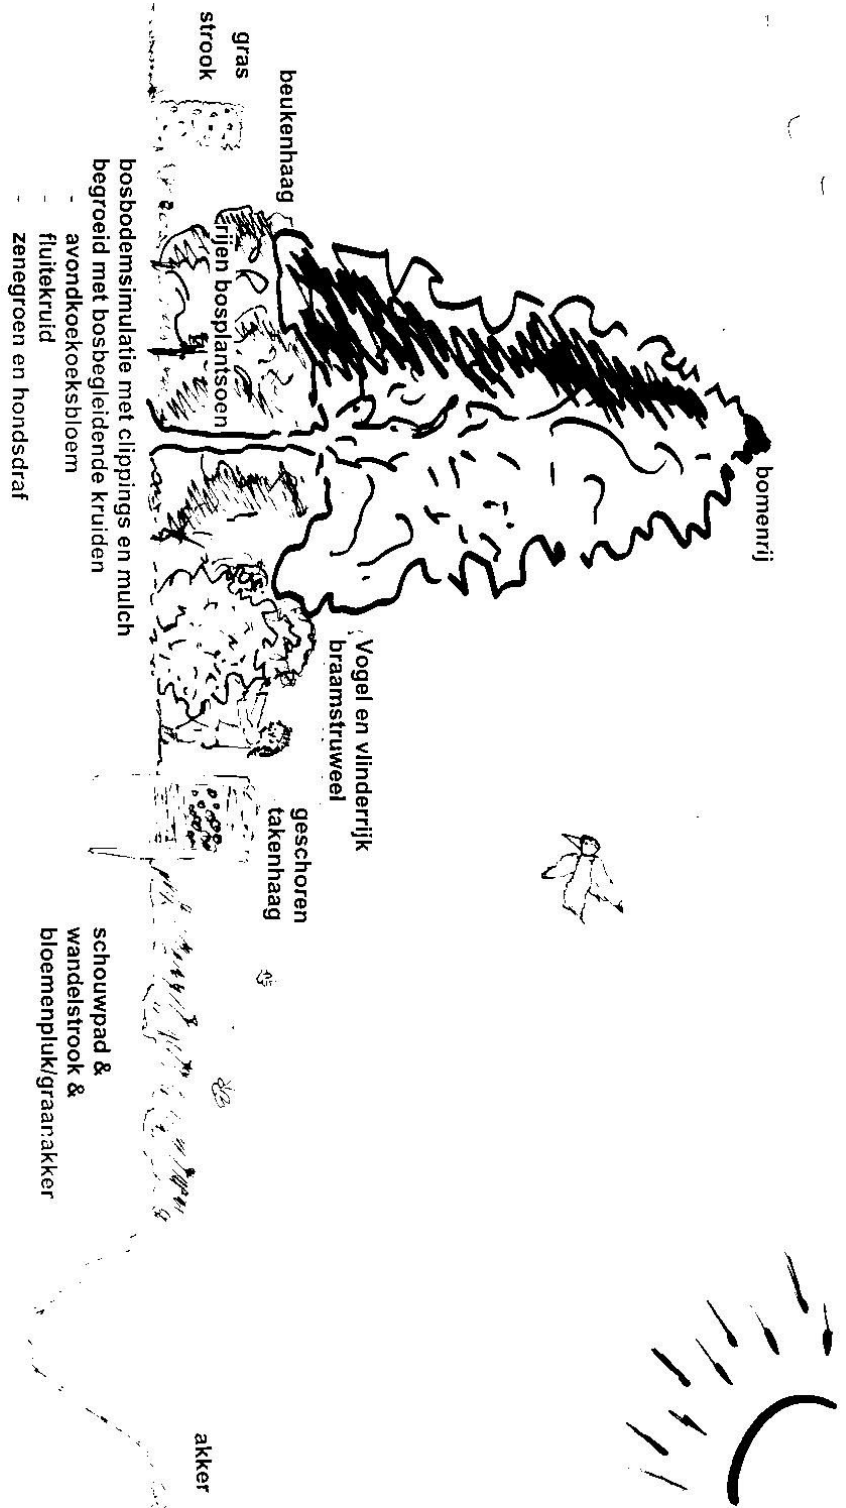 gras
strook
beukenhaag
rijen bosplantsoen
bosbodemsimulatie met clippings en mulch
begroeid met bosbegleidende kruiden
- avondkoekoeksbloem
- fluitekruid
- zenegroen en hondsdraf
bomenrij
Vogel en vlinderrijk
braamstruweel
geschoren
takenhaag
schouwpad &
wandelstrook &
bloemenpluk/graanakker
akker